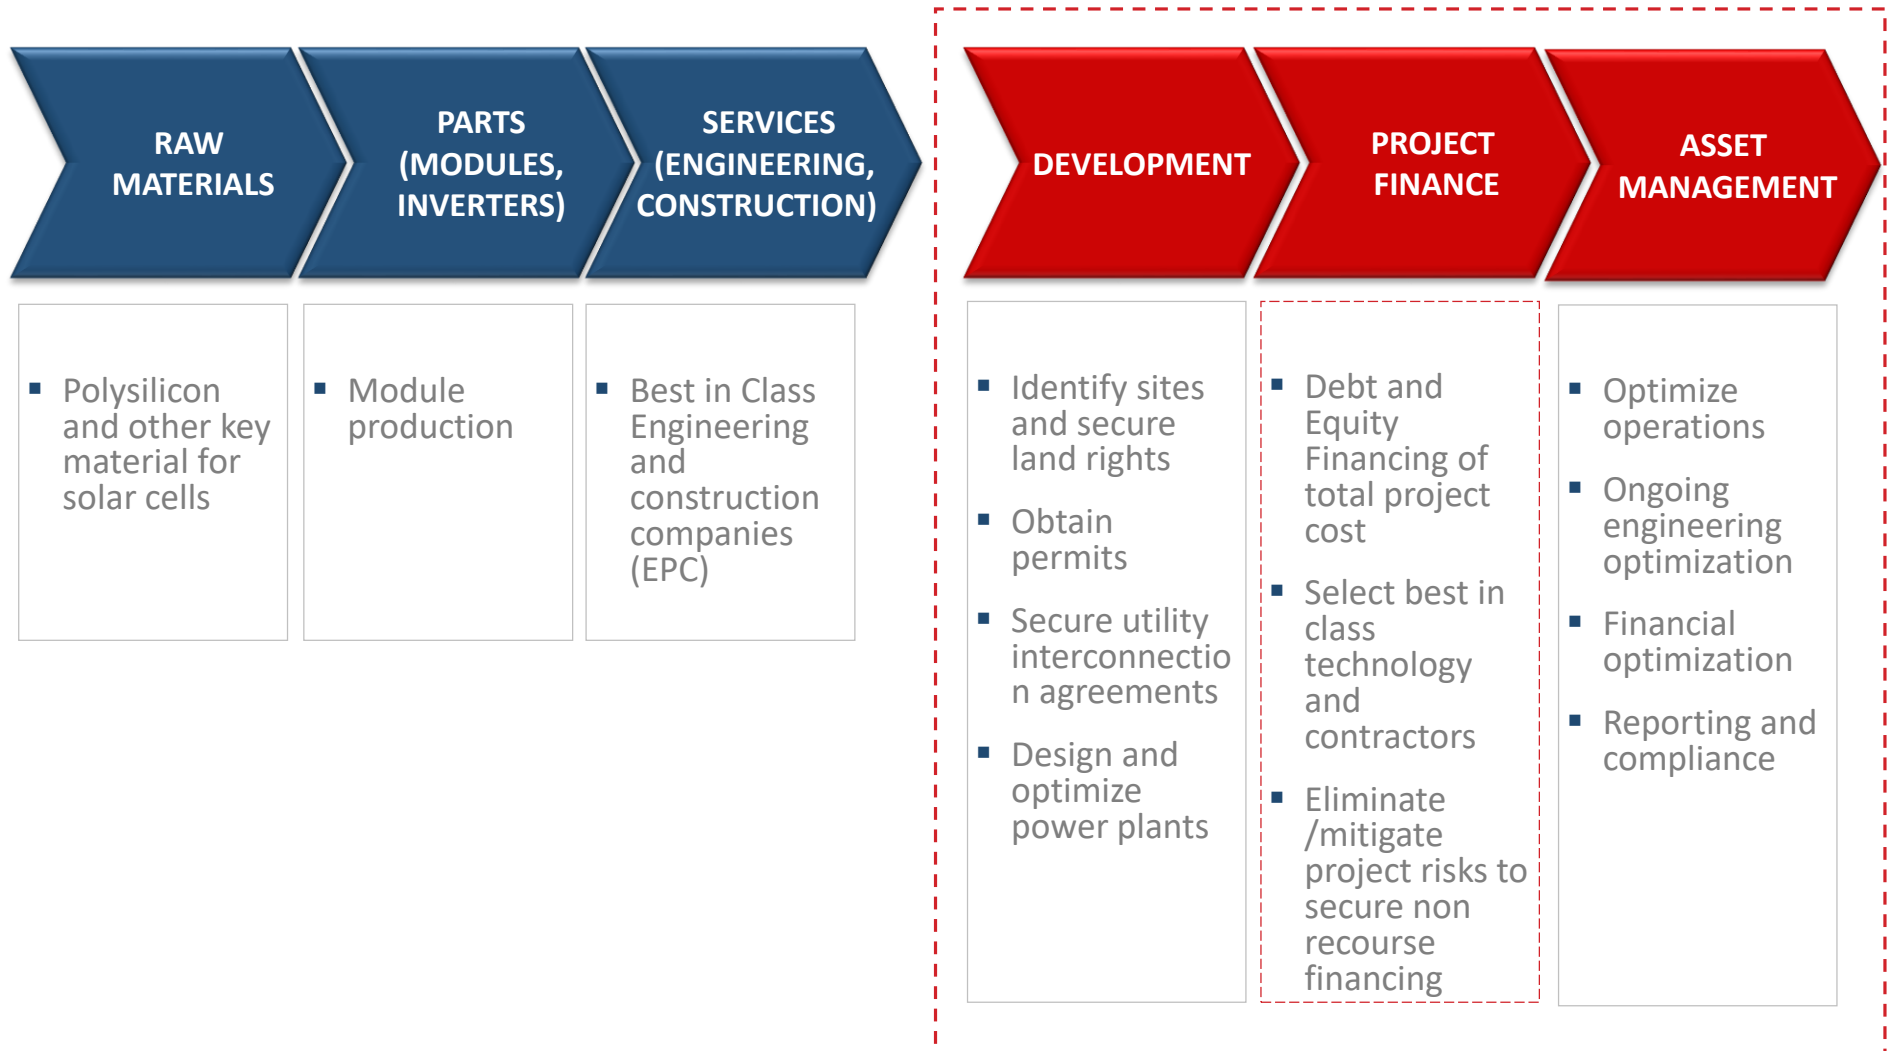 RAW
MATERIALS
PARTS
(MODULES,
INVERTERS)
SERVICES
(ENGINEERING,
CONSTRUCTION)
DEVELOPMENT
PROJECT
FINANCE
ASSET
MANAGEMENT
▪ Polysilicon
and other key
material for
solar cells
▪ Module
production
▪ Best in Class
Engineering
and
construction
companies
(EPC)
▪ Identify sites
and secure
land rights
▪ Obtain
permits
▪ Secure utility
interconnectio
n agreements
▪ Design and
optimize
power plants
▪ Debt and
Equity
Financing of
total project
cost
▪ Select best in
class
technology
and
contractors
▪ Eliminate
/mitigate
project risks to
secure non
recourse
financing
▪ Optimize
operations
▪ Ongoing
engineering
optimization
▪ Financial
optimization
▪ Reporting and
compliance